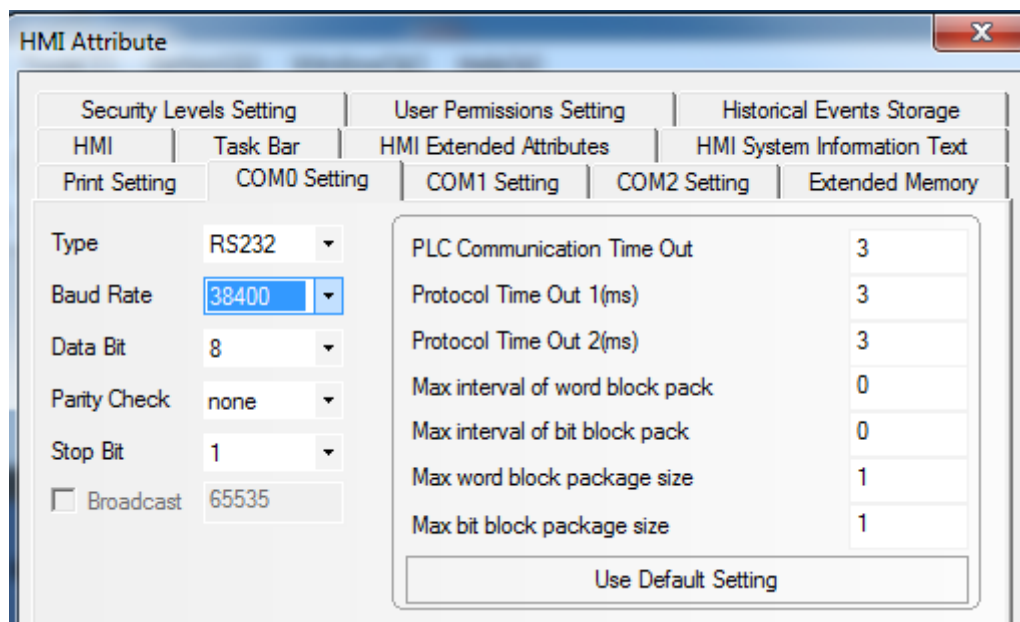 HMI Attribute
Security Levels Setting User Permissions Setting Historical Events Storage
HMI Task Bar HMI Extended Attributes HMI System Information Text
Print Setting COM0 Setting COM1 Setting COM2 Setting Extended Memory
Type RS232
Baud Rate 38400
Data Bit 8
Parity Check none
Stop Bit 1
Broadcast 65535
PLC Communication Time Out 3
Protocol Time Out 1(ms) 3
Protocol Time Out 2(ms) 3
Max interval of word block pack 0
Max interval of bit block pack 0
Max word block package size 1
Max bit block package size 1
Use Default Setting